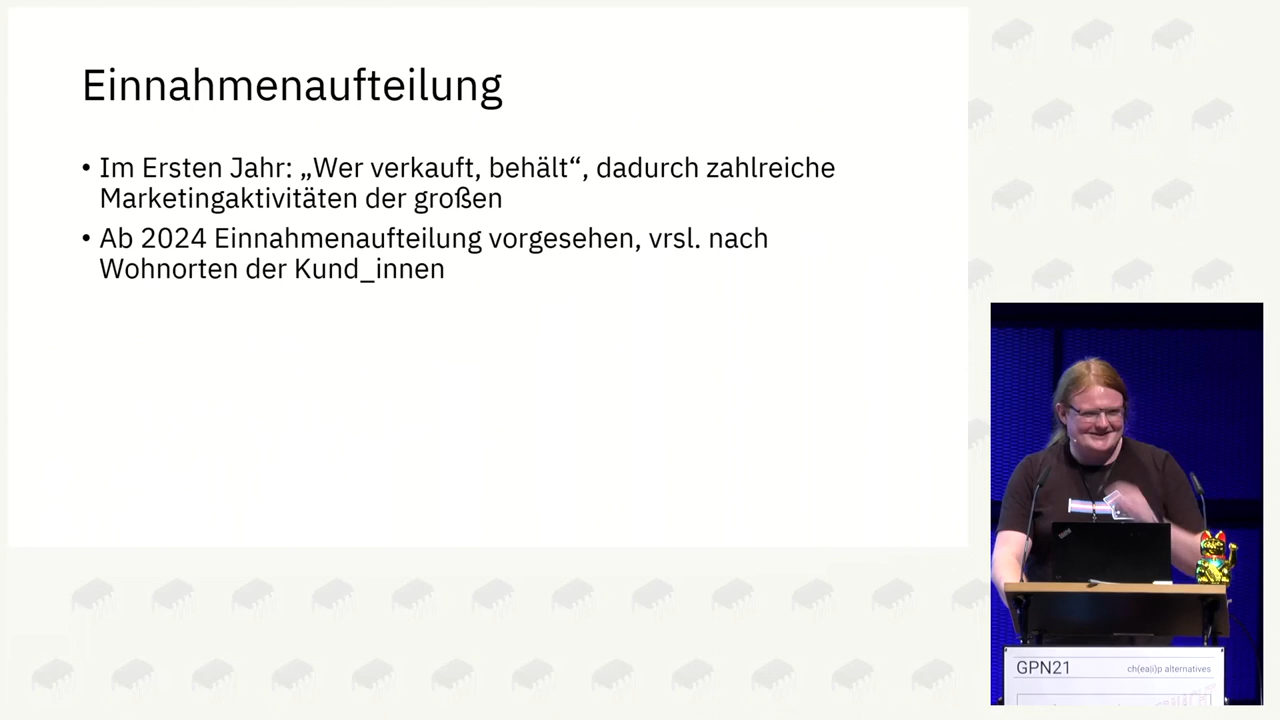 Einnahmenaufteilung
• Im Ersten Jahr: „Wer verkauft, behält“, dadurch zahlreiche
Marketingaktivitäten der großen
• Ab 2024 Einnahmenaufteilung vorgesehen, vrsl. nach
Wohnorten der Kund_innen
GPN21
ch(ea|i)p alternatives